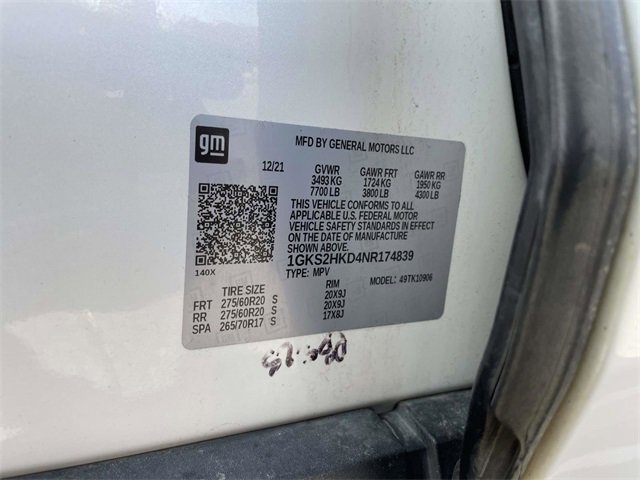 gm
MFD BY GENERAL MOTORS LLC
12/21 GVWR GAWR FRT GAWR RR
3493 KG 1724 KG 1950 KG
7700 LB 3800 LB 4300 LB
THIS VEHICLE CONFORMS TO ALL
APPLICABLE U.S. FEDERAL MOTOR
VEHICLE SAFETY STANDARDS IN
EFFECT ON THE DATE OF MANUFACTURE
SHOWN ABOVE.
140X
1GKS2HKD4NR174839
TYPE: MPV MODEL: 49TK10906
TIRE SIZE RIM
FRT 275/60R20 S 20X9J
RR 275/60R20 S 20X9J
SPA 265/70R17 S 17X8J